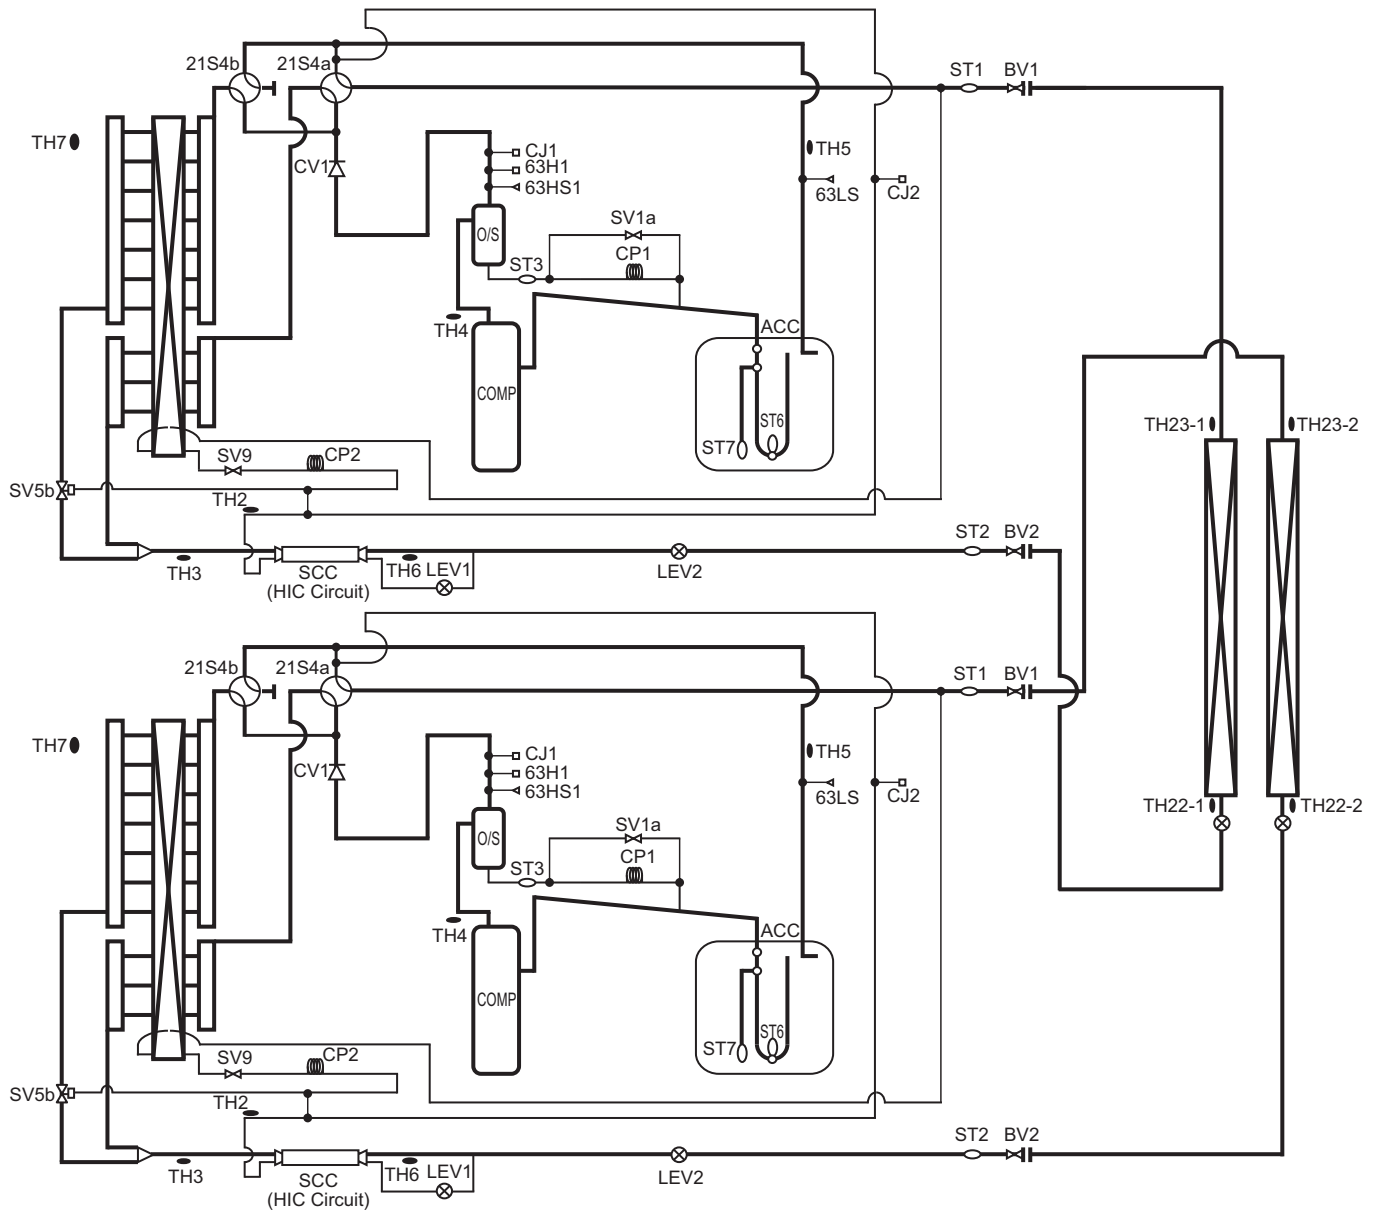 21S4b
21S4a
ST1
BV1
TH7
CV1
CJ1
63H1
63HS1
TH5
63LS
CJ2
O/S
SV1a
CP1
ST3
TH4
COMP
ACC
ST6
ST7
TH23-1
TH23-2
SV9
CP2
SV5b
TH2
TH3
SCC
(HIC Circuit)
TH6
LEV1
LEV2
ST2
BV2
21S4b
21S4a
ST1
BV1
TH7
CV1
CJ1
63H1
63HS1
TH5
63LS
CJ2
TH22-1
TH22-2
O/S
SV1a
CP1
ST3
TH4
COMP
ACC
ST6
ST7
SV9
CP2
SV5b
TH2
TH3
SCC
(HIC Circuit)
TH6
LEV1
LEV2
ST2
BV2